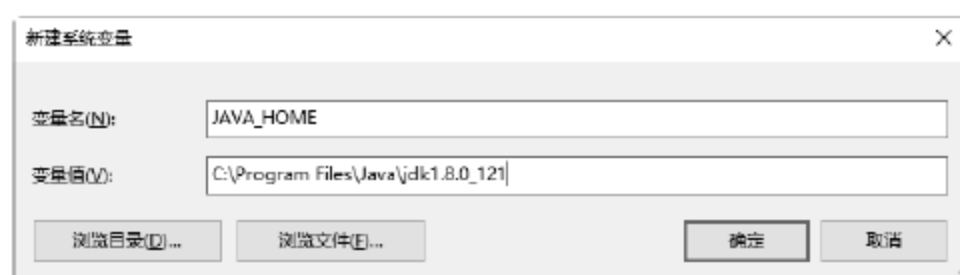 新建系统变量
变量名(N):
JAVA_HOME
变量值(V):
C:\Program Files\Java\jdk1.8.0_121
浏览目录(D)...
浏览文件(F)...
确定
取消